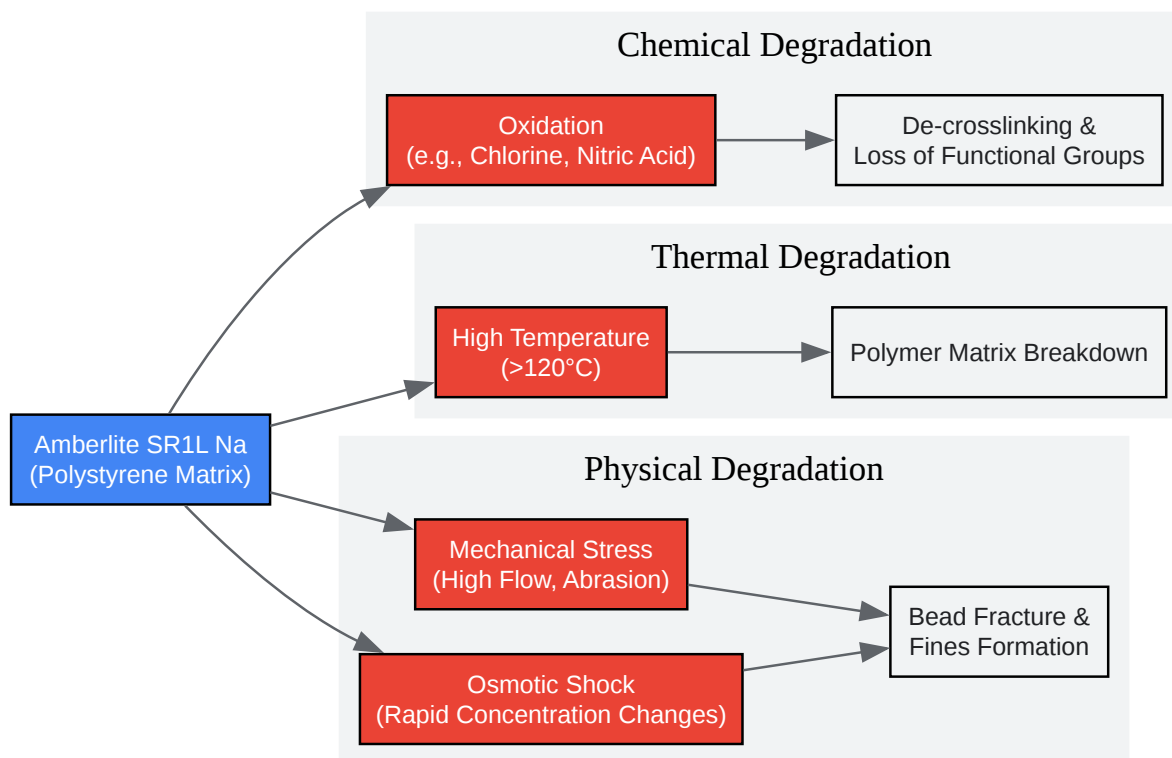 Chemical Degradation
Oxidation
(e.g., Chlorine, Nitric Acid)
De-crosslinking &
Loss of Functional Groups
Thermal Degradation
High Temperature
(>120°C)
Polymer Matrix Breakdown
Amberlite SR1L Na
(Polystyrene Matrix)
Physical Degradation
Mechanical Stress
(High Flow, Abrasion)
Bead Fracture &
Fines Formation
Osmotic Shock
(Rapid Concentration Changes)